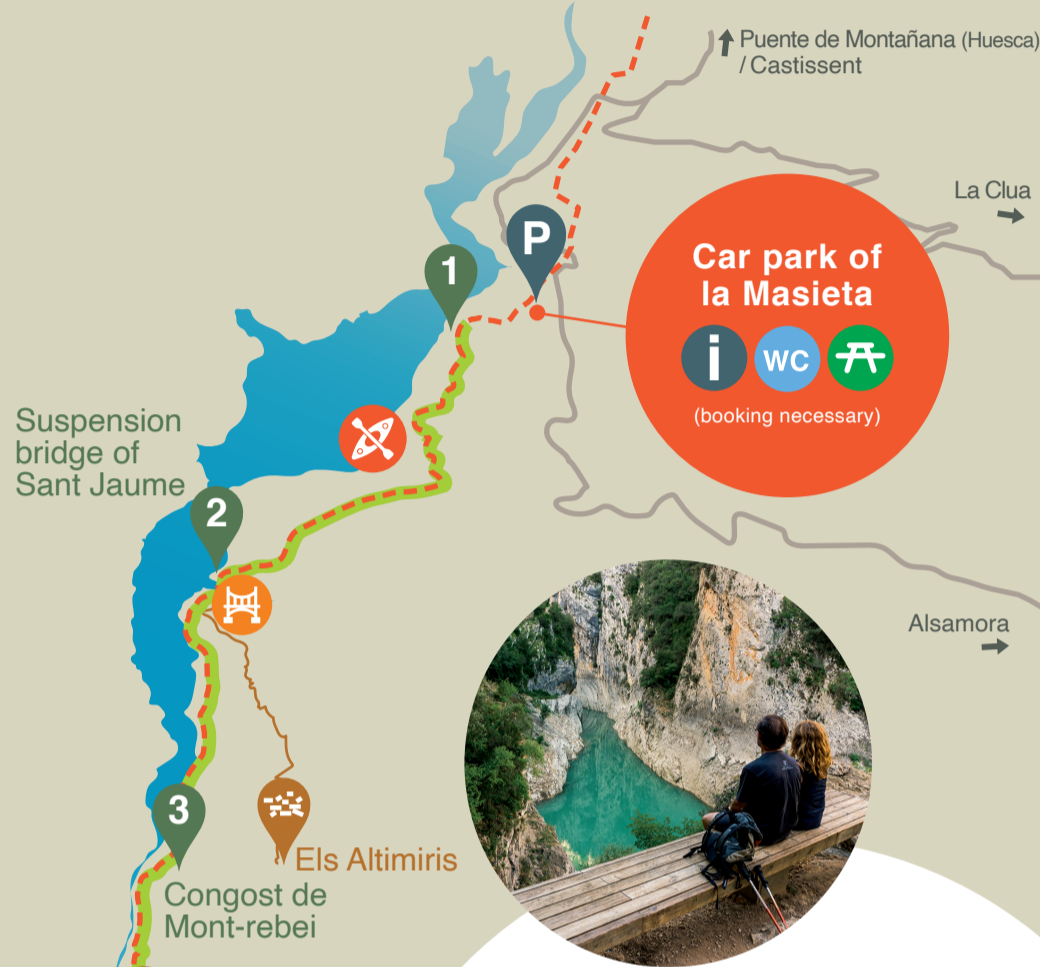 Puente de Montañana (Huesca)
/ Castissent
La Clua
P
1
Car park of
la Masieta
i
WC
(booking necessary)
Suspension
bridge of
Sant Jaume
2
Alsamora
3
Els Altimiris
Congost de
Mont-rebei